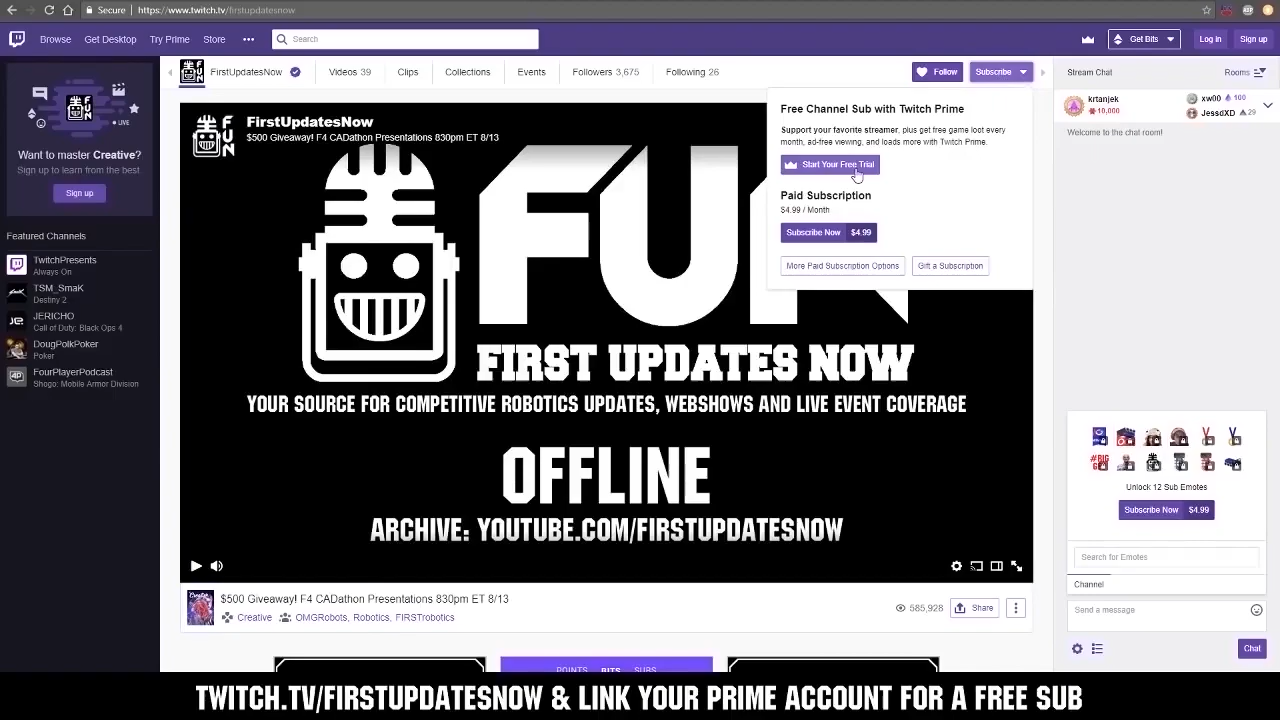 Secure
https://www.twitch.tv/firstupdatesnow
Browse
Get Desktop
Try Prime
Store
Search
Get Bits
Log in
Sign up
FirstUpdatesNow
Videos 39
Clips
Collections
Events
Followers 3,675
Following 26
Follow
Subscribe
Stream Chat
Rooms
FUN
LIVE
Want to master Creative?
Sign up to learn from the best.
Sign up
Featured Channels
TwitchPresents
Always On
TSM_SmaK
Destiny 2
JERICHO
Call of Duty: Black Ops 4
DougPolkPoker
Poker
FourPlayerPodcast
Shogo: Mobile Armor Division
FUN
FirstUpdatesNow
$500 Giveaway! F4 CADathon Presentations 830pm ET 8/13
FUN
FIRST UPDATES NOW
YOUR SOURCE FOR COMPETITIVE ROBOTICS UPDATES, WEBSHOWS AND LIVE EVENT COVERAGE
OFFLINE
ARCHIVE: YOUTUBE.COM/FIRSTUPDATESNOW
Free Channel Sub with Twitch Prime
Support your favorite streamer, plus get free game loot every
month, ad-free viewing, and loads more with Twitch Prime.
Start Your Free Trial
Paid Subscription
$4.99 / Month
Subscribe Now $4.99
More Paid Subscription Options
Gift a Subscription
$500 Giveaway! F4 CADathon Presentations 830pm ET 8/13
Creative
OMGRobots, Robotics, FIRSTrobotics
585,928
Share
POINTS
BITS
SUBS
krtanjek
10,000
xw00 100
JessdXD 29
Welcome to the chat room!
Unlock 12 Sub Emotes
Subscribe Now $4.99
Search for Emotes
Channel
Send a message
Chat
TWITCH.TV/FIRSTUPDATESNOW & LINK YOUR PRIME ACCOUNT FOR A FREE SUB